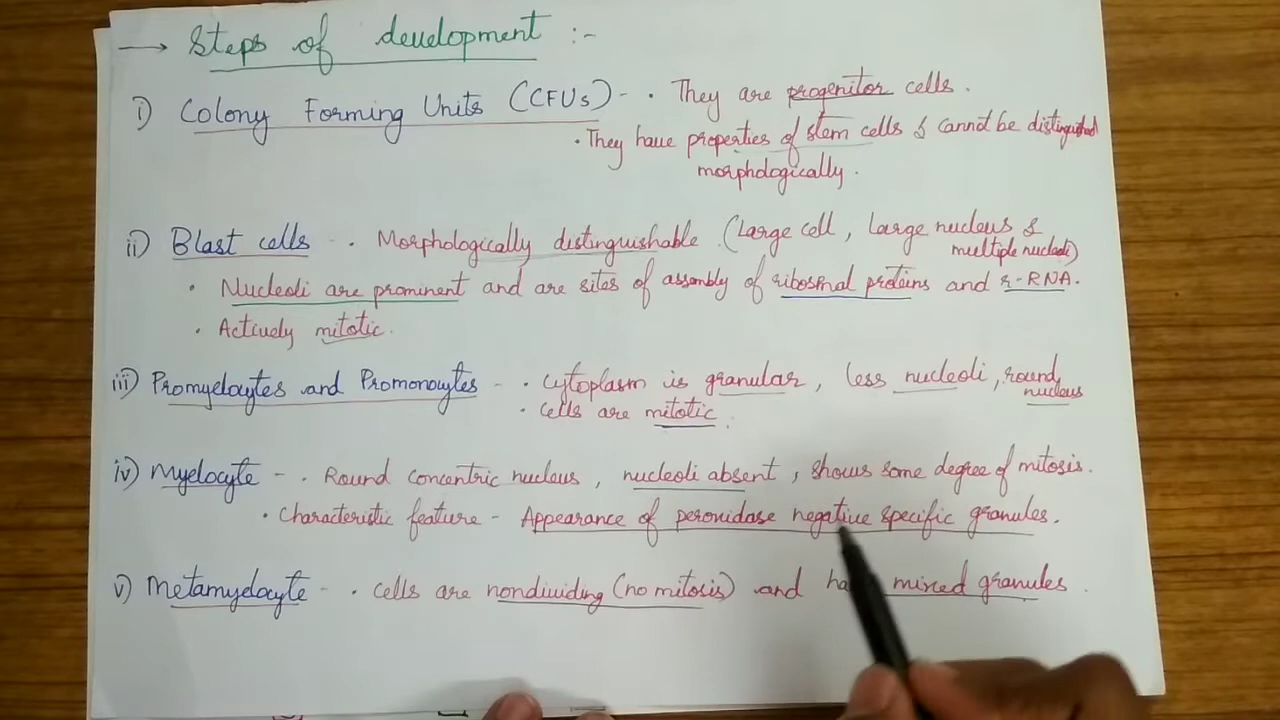 → Steps of development :-
i) Colony Forming Units (CFUs) - • They are progenitor cells.
• They have properties of stem cells & cannot be distinguished
morphologically.
ii) Blast cells - • Morphologically distinguishable (Large cell, large nucleus &
multiple nucleoli)
• Nucleoli are prominent and are sites of assembly of ribosomal proteins and r-RNA.
• Actively mitotic.
iii) Promyelocytes and Promonocytes - • Cytoplasm is granular, less nucleoli, round
nucleus
• Cells are mitotic.
iv) Myelocyte - • Round concentric nucleus, nucleoli absent, shows some degree of mitosis.
• Characteristic feature - Appearance of peroxidase negative specific granules.
v) Metamyelocyte - • Cells are nondividing (no mitosis) and mixed granules.